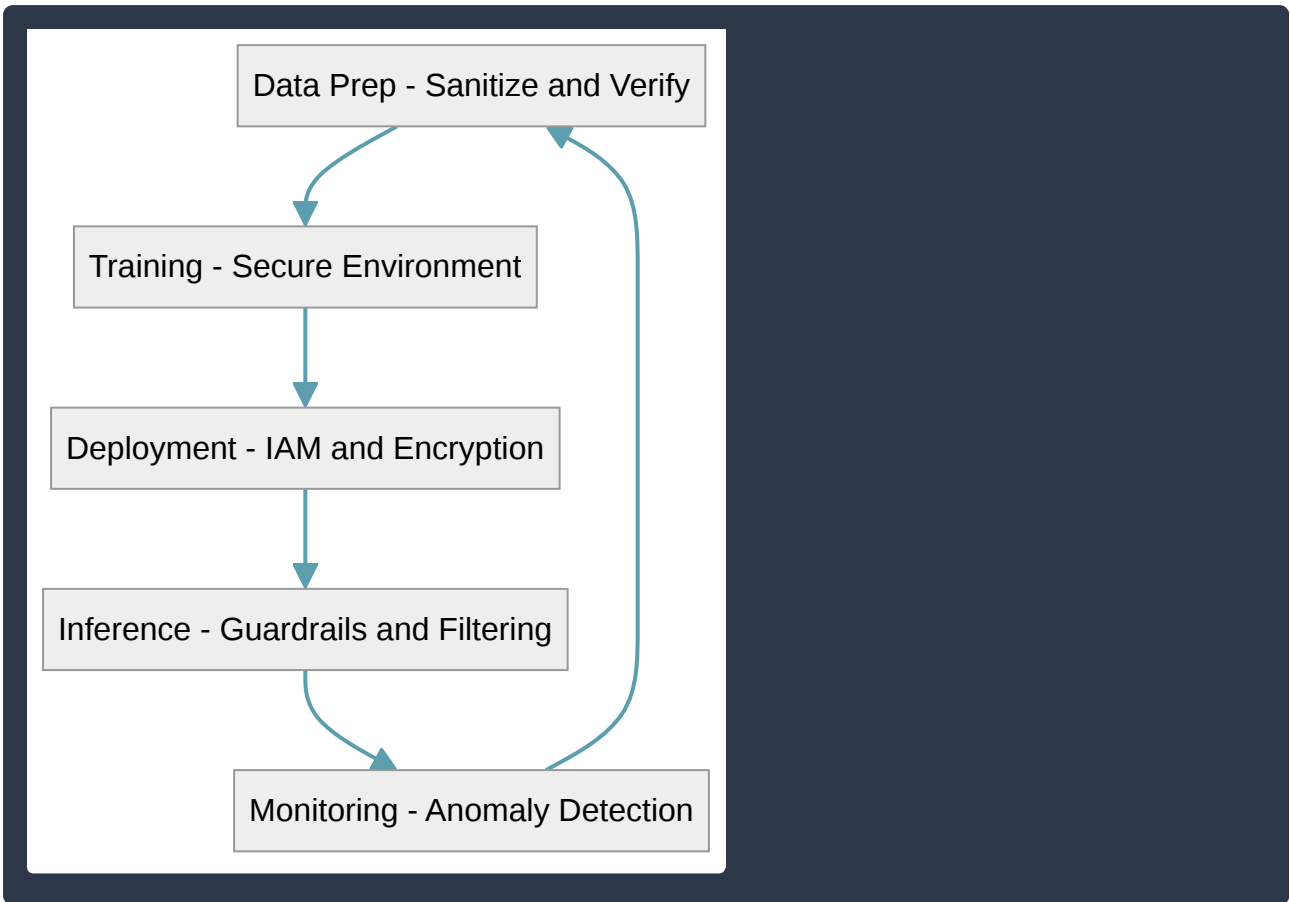 Data Prep - Sanitize and Verify
Training - Secure Environment
Deployment - IAM and Encryption
Inference - Guardrails and Filtering
Monitoring - Anomaly Detection